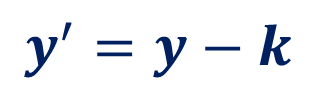 y′ = y − k